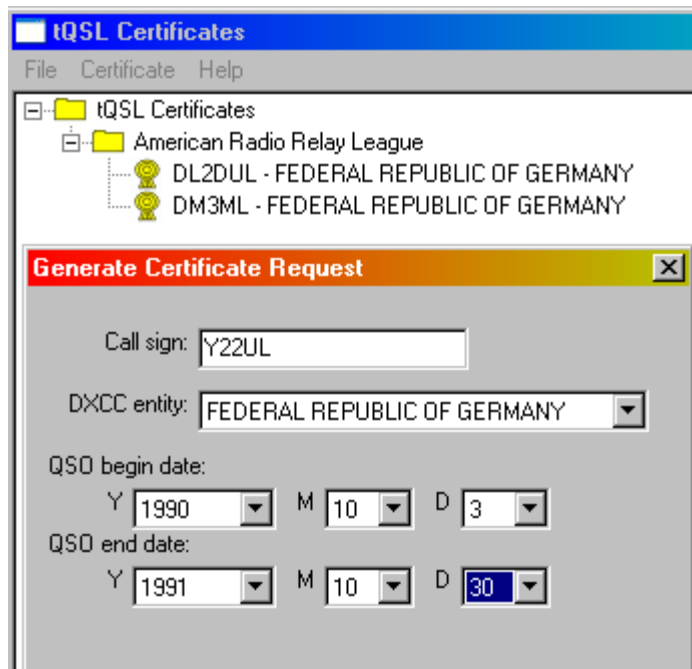 tQSL Certificates
File Certificate Help
tQSL Certificates
American Radio Relay League
DL2DUL - FEDERAL REPUBLIC OF GERMANY
DM3ML - FEDERAL REPUBLIC OF GERMANY
Generate Certificate Request
Call sign: Y22UL
DXCC entity: FEDERAL REPUBLIC OF GERMANY
QSO begin date:
Y 1990 M 10 D 3
QSO end date:
Y 1991 M 10 D 30